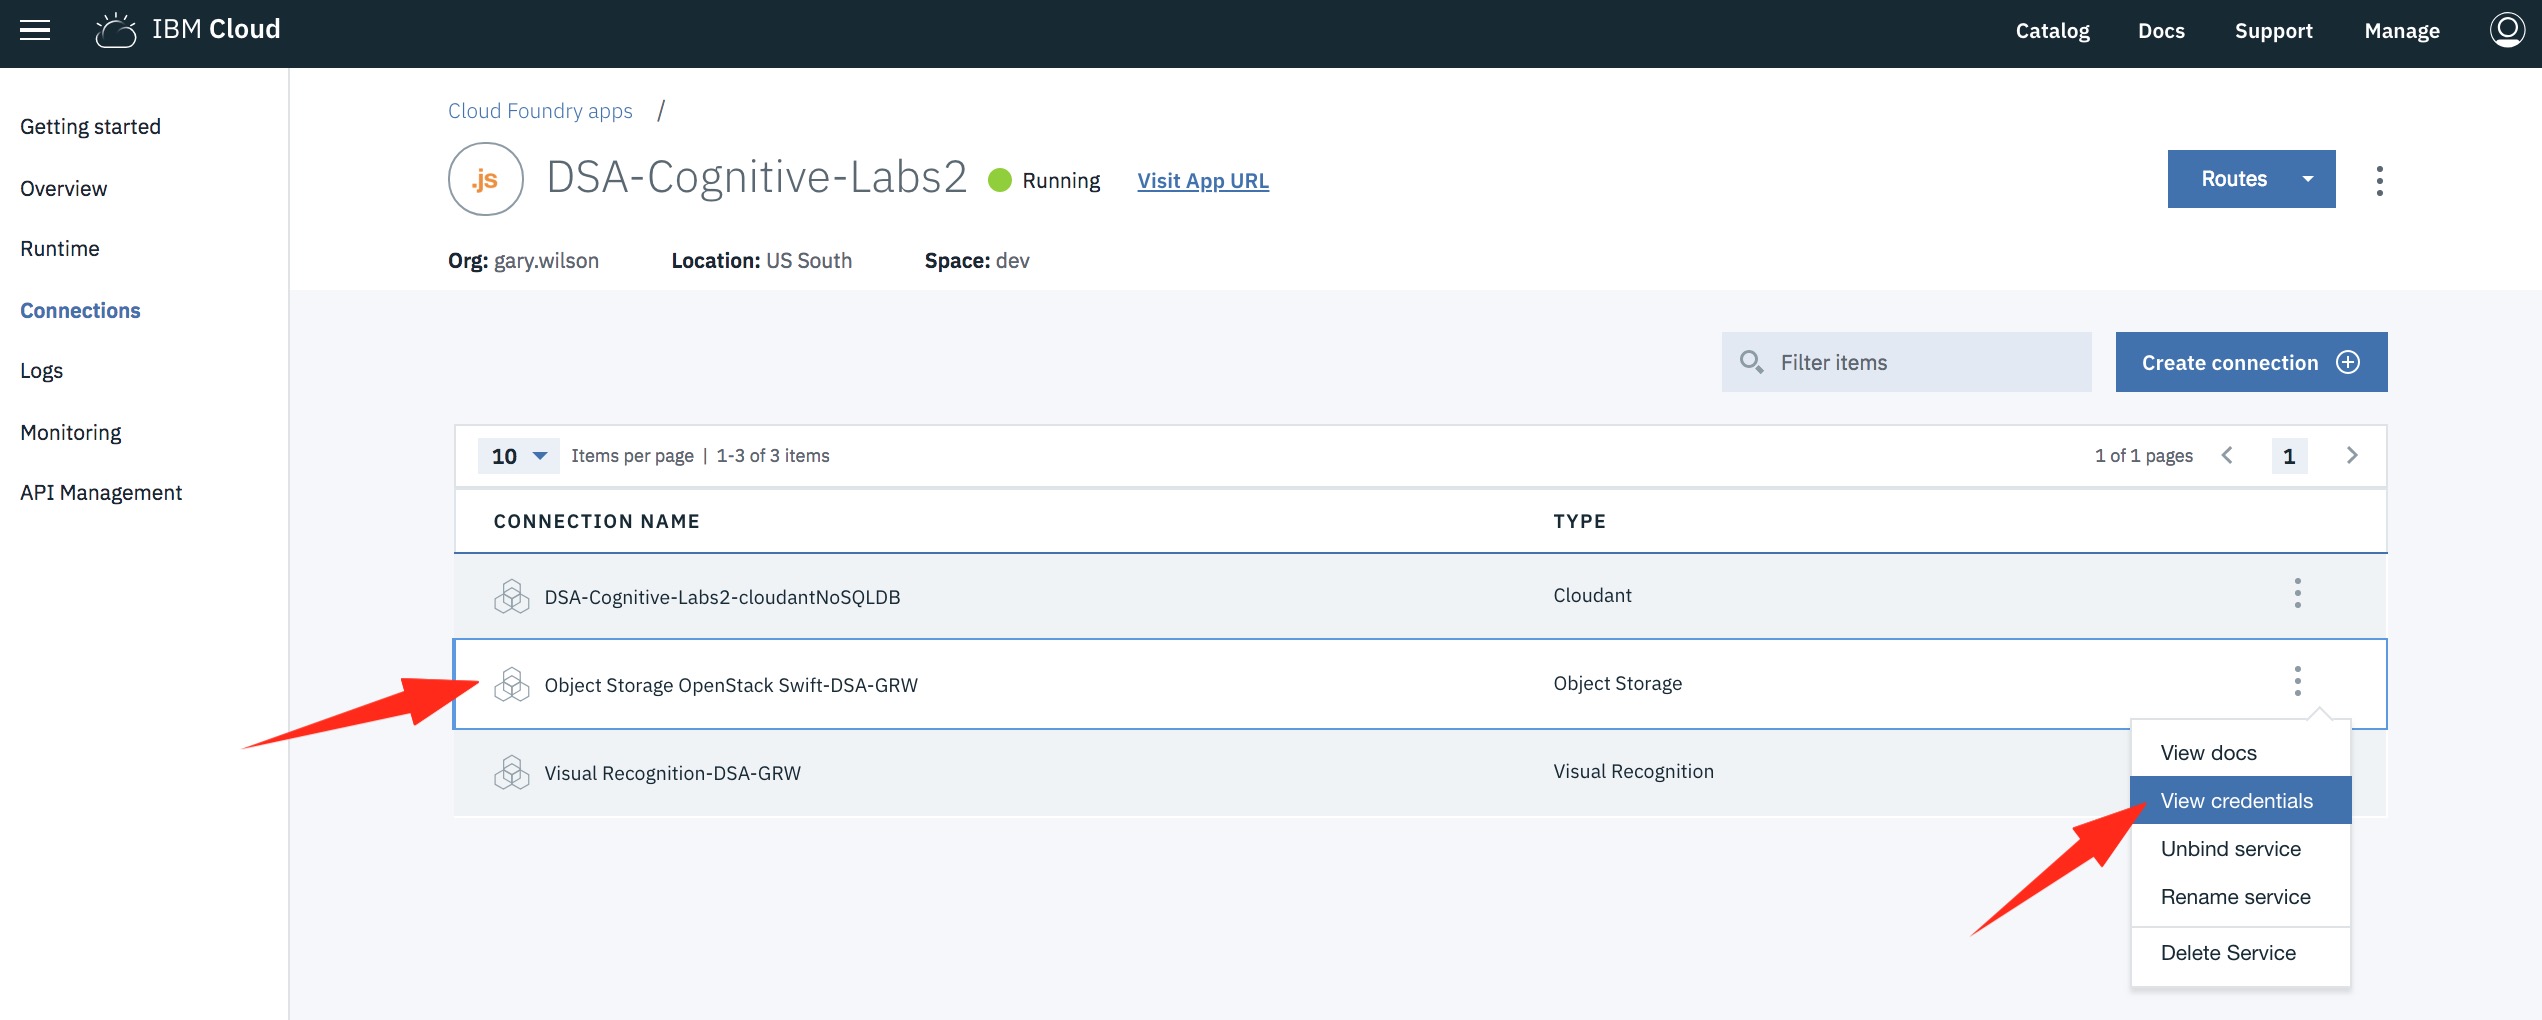 IBM Cloud
Catalog Docs Support Manage
Getting started
Overview
Runtime
Connections
Logs
Monitoring
API Management
Cloud Foundry apps /
.js DSA-Cognitive-Labs2 Running Visit App URL
Routes
Org: gary.wilson Location: US South Space: dev
Filter items
Create connection
10 Items per page | 1-3 of 3 items
1 of 1 pages < 1 >
CONNECTION NAME TYPE
DSA-Cognitive-Labs2-cloudantNoSQLDB Cloudant
Object Storage OpenStack Swift-DSA-GRW Object Storage
Visual Recognition-DSA-GRW Visual Recognition
View docs
View credentials
Unbind service
Rename service
Delete Service